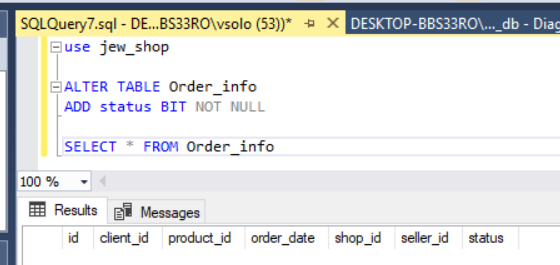 SQLQuery7.sql - DE...BS33RO\vsolo (53))* DESKTOP-BBS33RO\..._db - Diag
use jew_shop
ALTER TABLE Order_info
ADD status BIT NOT NULL
SELECT * FROM Order_info
100 %
Results Messages
id client_id product_id order_date shop_id seller_id status